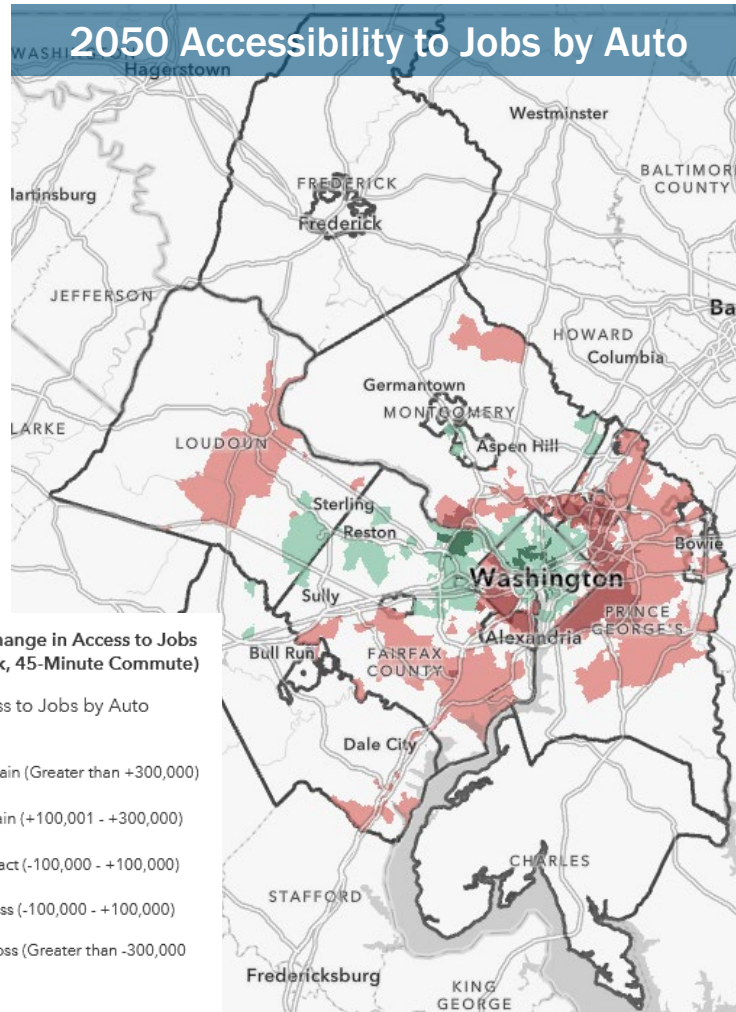 2050 Accessibility to Jobs by Auto
WASHINGTON
Hagerstown
Westminster
BALTIMOR
COUNTY
Martinsburg
FREDERICK
Frederick
JEFFERSON
Ba
HOWARD
Columbia
Germantown
MONTGOMERY
LARKE
LOUDOUN
Aspen Hill
Sterling
Reston
Bowie
Washington
Sully
PRINCE
GEORGE'S
Alexandria
Bull Run
FAIRFAX
COUNTY
Dale City
CHARLES
STAFFORD
Fredericksburg
KING
GEORGE
hange in Access to Jobs
k, 45-Minute Commute)
ss to Jobs by Auto
ain (Greater than +300,000)
ain (+100,001 - +300,000)
act (-100,000 - +100,000)
ss (-100,000 - +100,000)
oss (Greater than -300,000